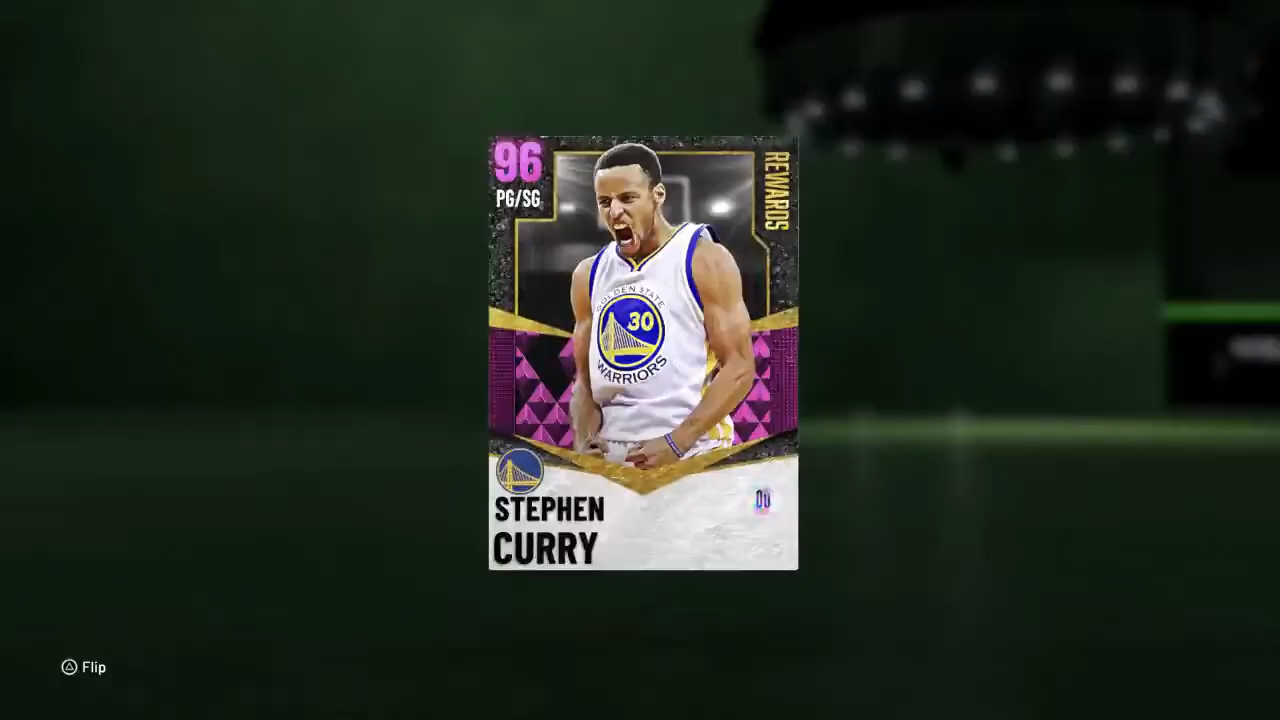 96
PG/SG
REWARDS
GOLDEN STATE
30
WARRIORS
STEPHEN
CURRY
Flip